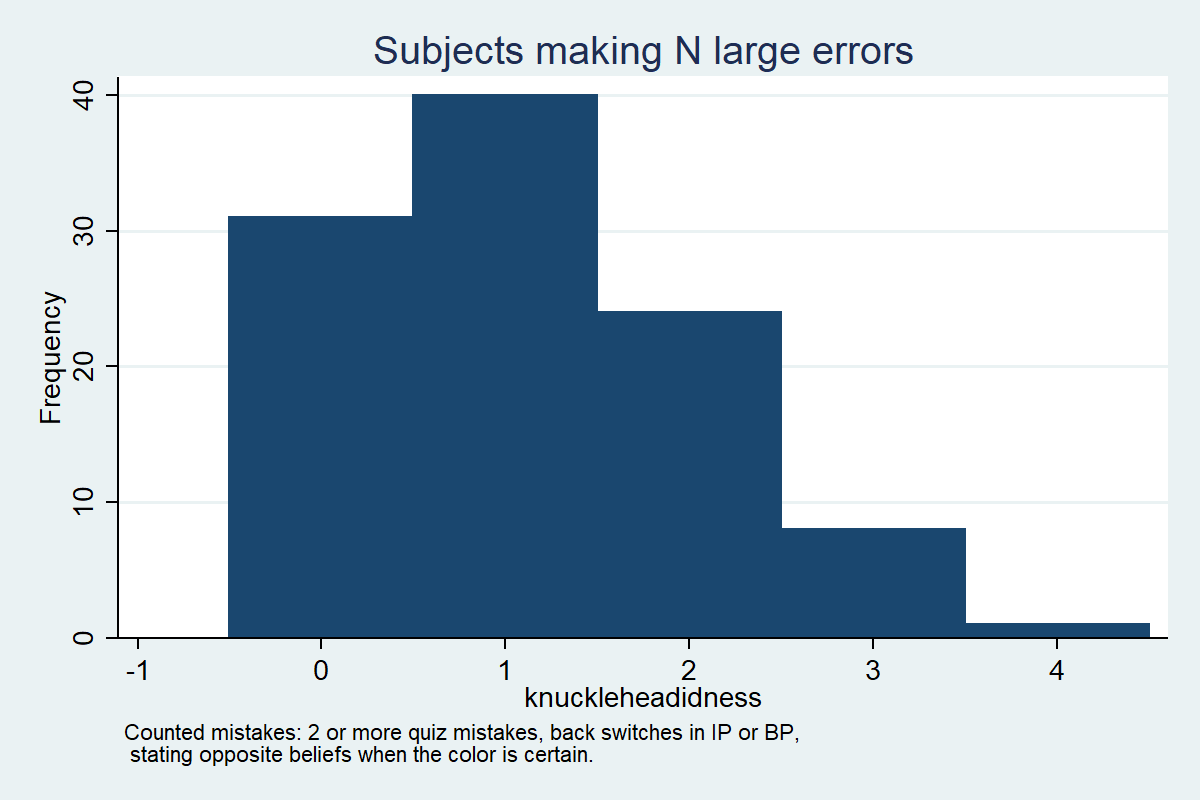 Subjects making N large errors
40
30
20
10
0
Frequency
-1 0 1 2 3 4
knuckleheadidness
Counted mistakes: 2 or more quiz mistakes, back switches in IP or BP,
stating opposite beliefs when the color is certain.